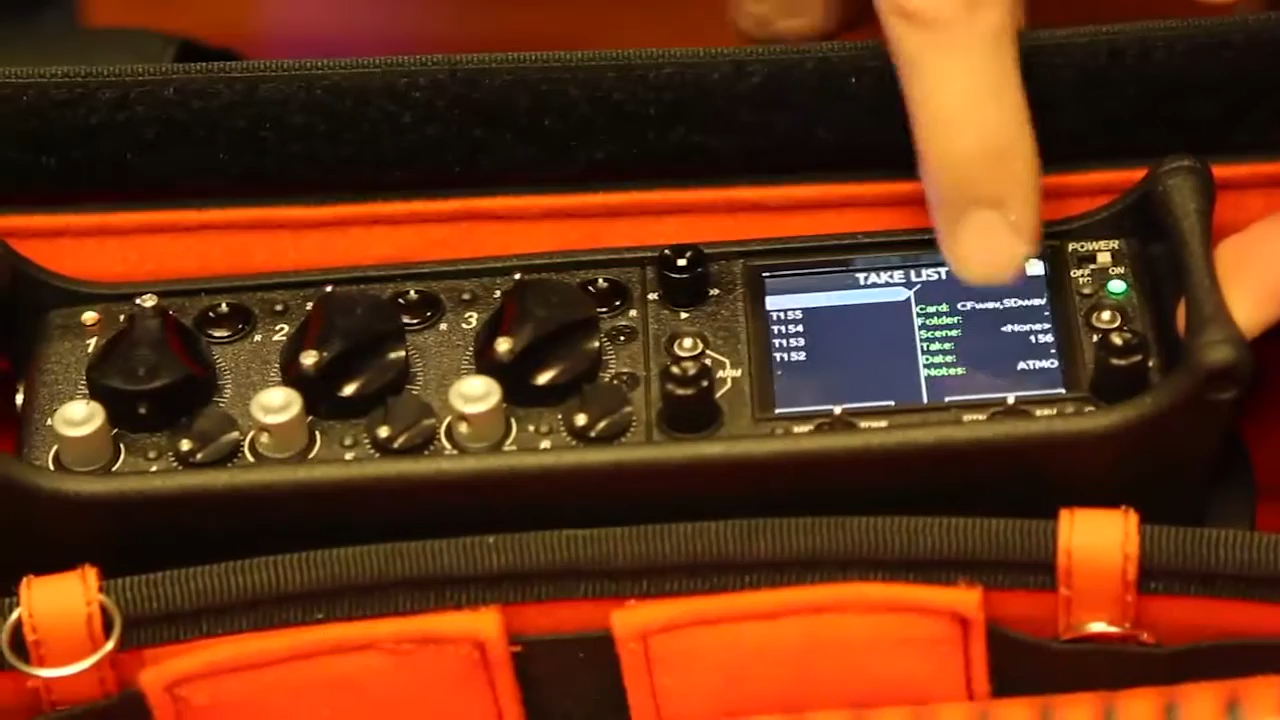 TAKE LIST
T155
T154
T153
T152
Card: CFwav,SDwav
Folder: -
Scene: <None>
Take: 156
Date: -
Notes: ATMO
POWER
OFF ON
TC
1
2
3
R
R
R
ARM